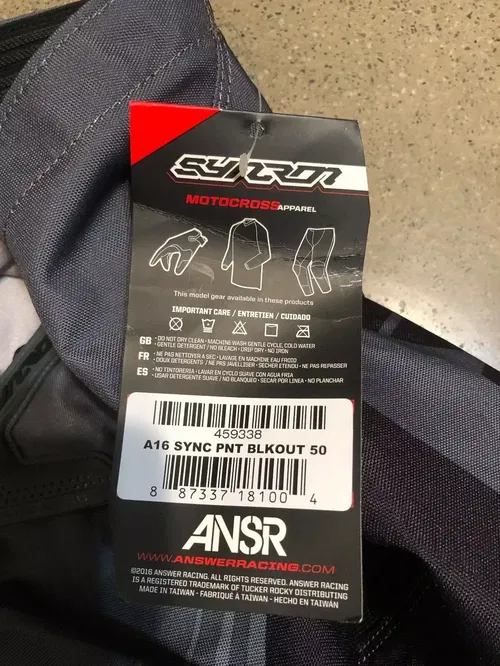 SYNCRON
MOTOCROSS APPAREL
This model gear available in these products
IMPORTANT CARE / ENTRETIEN / CUIDADO
GB - DO NOT DRY CLEAN - MACHINE WASH GENTLE CYCLE, COLD WATER
- GENTLE DETERGENT / NO BLEACH - DRIP DRY - NO IRON
FR - NE PAS NETTOYER A SEC - LAVAGE EN MACHINE EAU FROID
- DOUX DETERGENTS / NE PAS JAVELLISER - SECHER ETENDU - NE PAS REPASSER
ES - NO TINTORERIA - LAVAR EN CYCLO SUAVE CON AGUA FRIA
- USAR DETERGENTE SUAVE / NO BLANQUEO - SECAR POR LINEA - NO PLANCHAR
459338
A16 SYNC PNT BLKOUT 50
8 87337 18100 4
ANSR
WWW.ANSWERRACING.COM
©2016 ANSWER RACING. ALL RIGHTS RESERVED. ANSWER RACING
IS A REGISTERED TRADEMARK OF TUCKER ROCKY DISTRIBUTING
MADE IN TAIWAN - FABRIQUÉ À TAIWAN - HECHO EN TAIWÁN